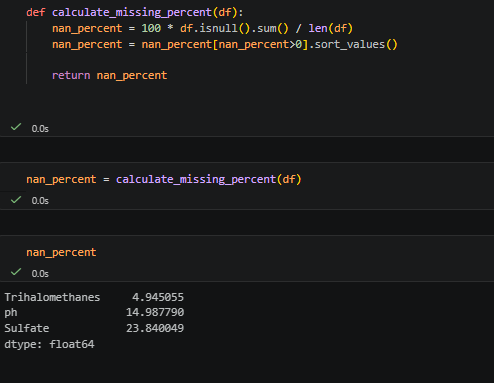 def calculate_missing_percent(df):
    nan_percent = 100 * df.isnull().sum() / len(df)
    nan_percent = nan_percent[nan_percent>0].sort_values()
    return nan_percent
0.0s
nan_percent = calculate_missing_percent(df)
0.0s
nan_percent
0.0s
Trihalomethanes     4.945055
ph                 14.987790
Sulfate            23.840049
dtype: float64